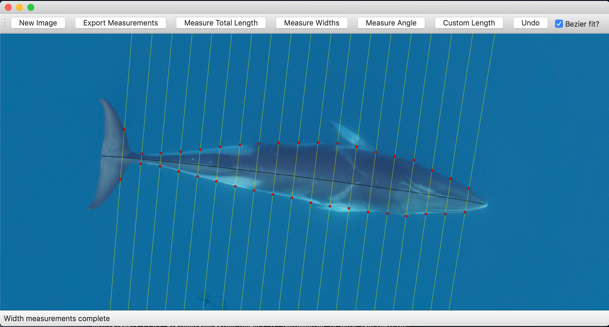 New Image Export Measurements Measure Total Length Measure Widths Measure Angle Custom Length Undo Bezier fit?
Width measurements complete